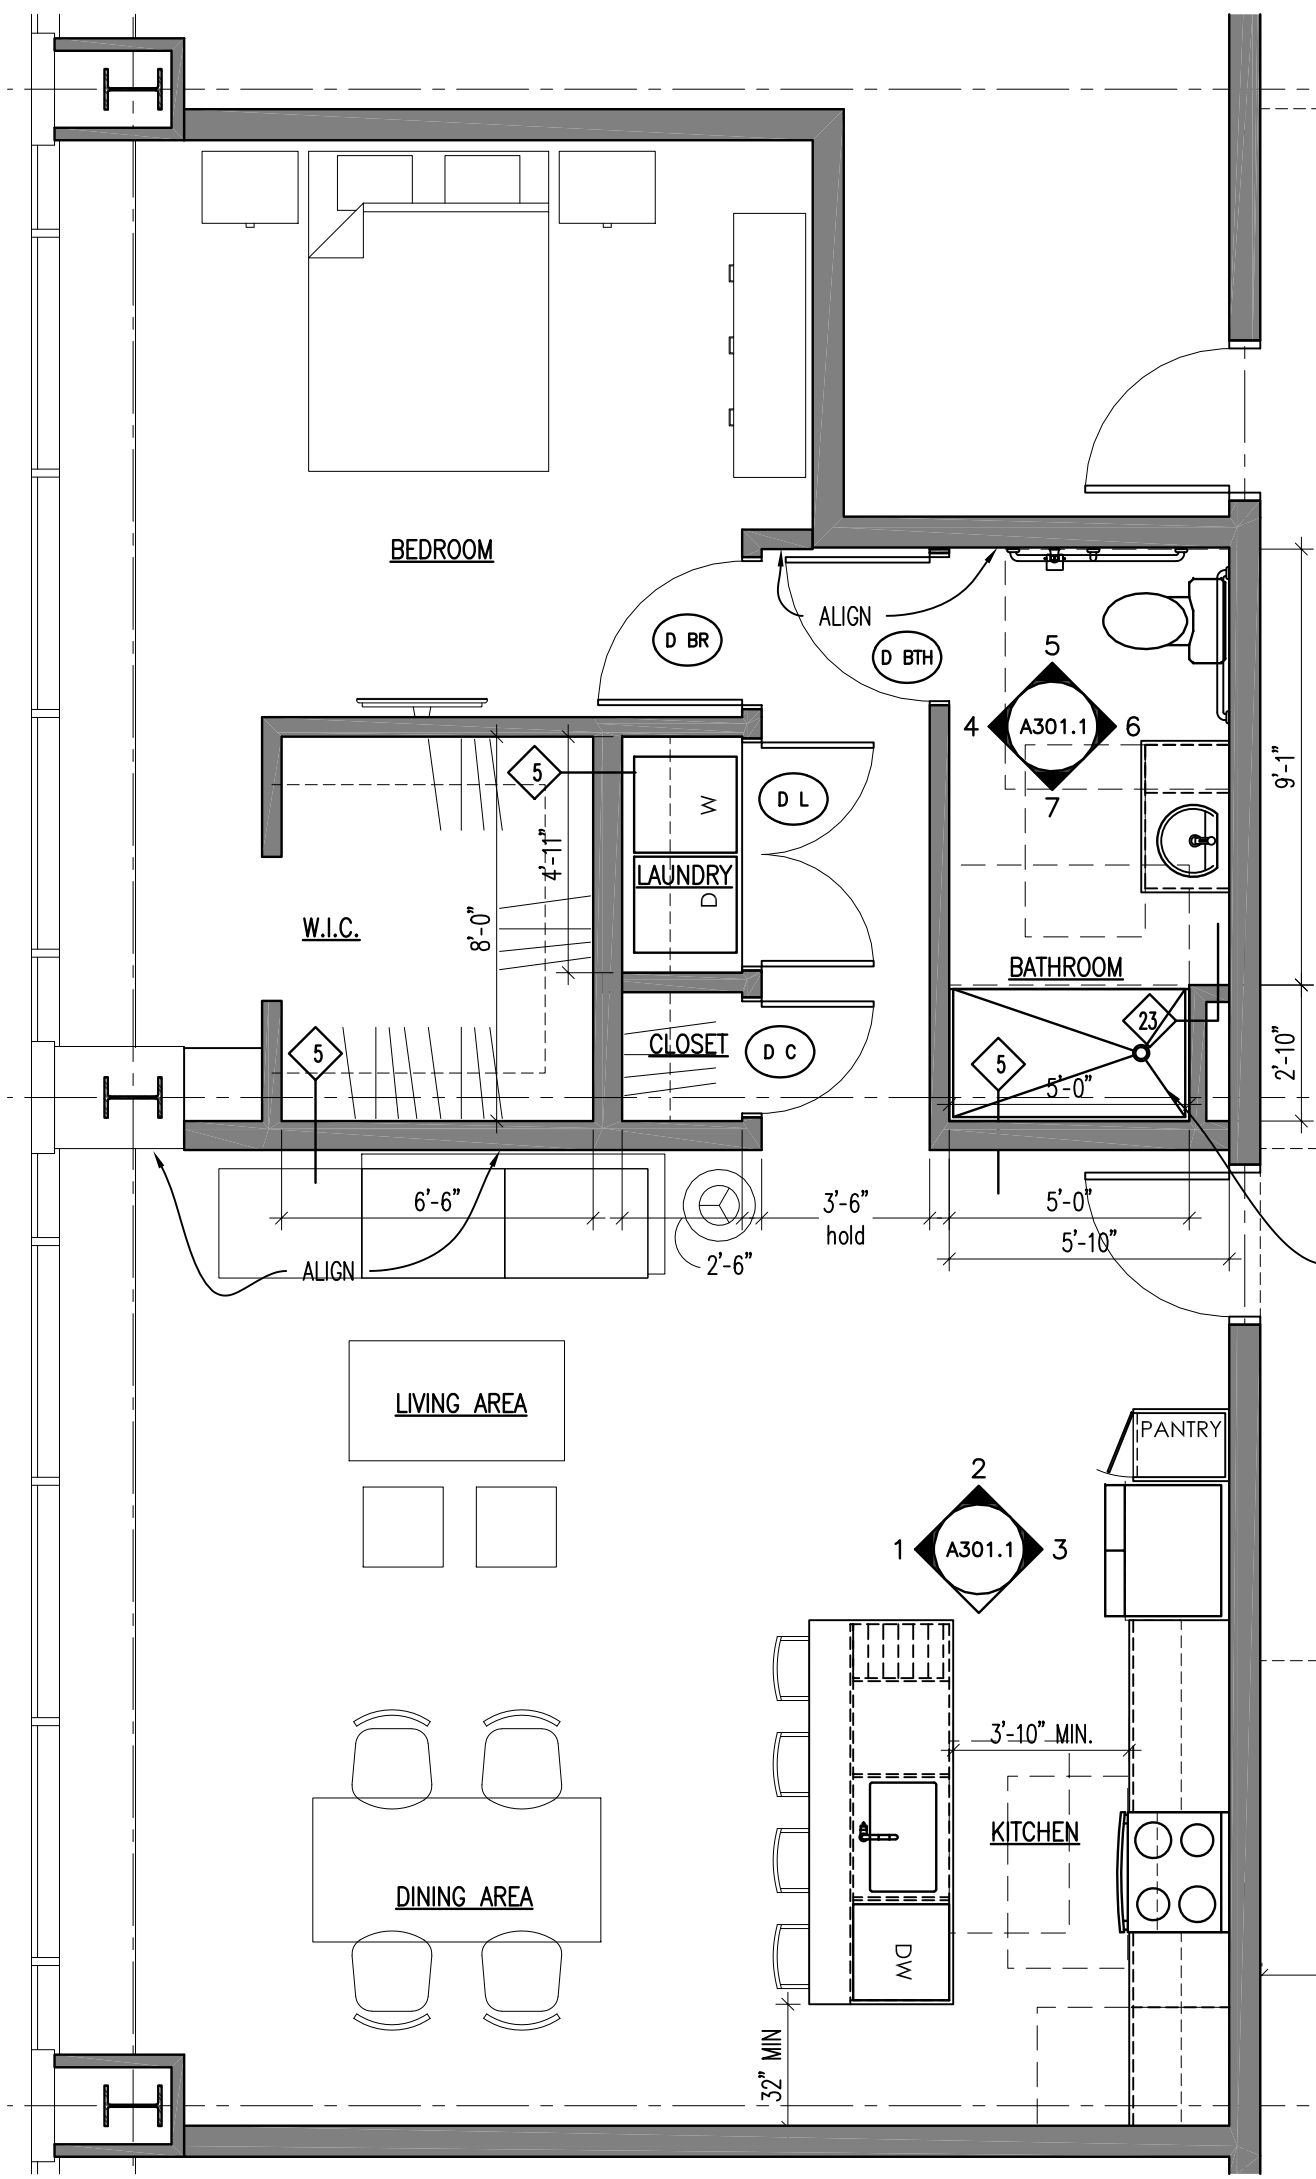 BEDROOM
ALIGN
D BR
D BTH
5
4
A301.1
6
7
9'-1"
5
W
D L
4'-11"
LAUNDRY
D
8'-0"
W.I.C.
BATHROOM
23
5
CLOSET
D C
5
2'-10"
5'-0"
6'-6"
3'-6"
hold
5'-0"
5'-10"
2'-6"
ALIGN
LIVING AREA
PANTRY
2
1
A301.1
3
3'-10" MIN.
KITCHEN
DINING AREA
DW
32" MIN